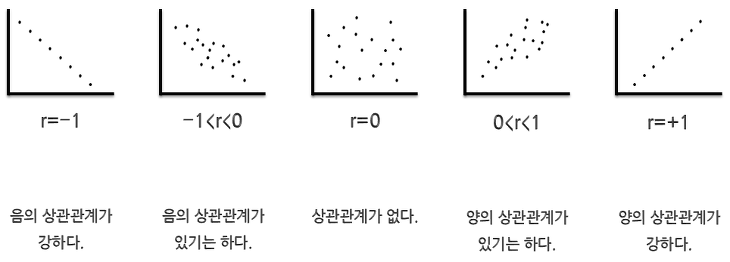 r=-1
-1<r<0
r=0
0<r<1
r=+1
음의 상관관계가
강하다.
음의 상관관계가
있기는 하다.
상관관계가 없다.
양의 상관관계가
있기는 하다.
양의 상관관계가
강하다.